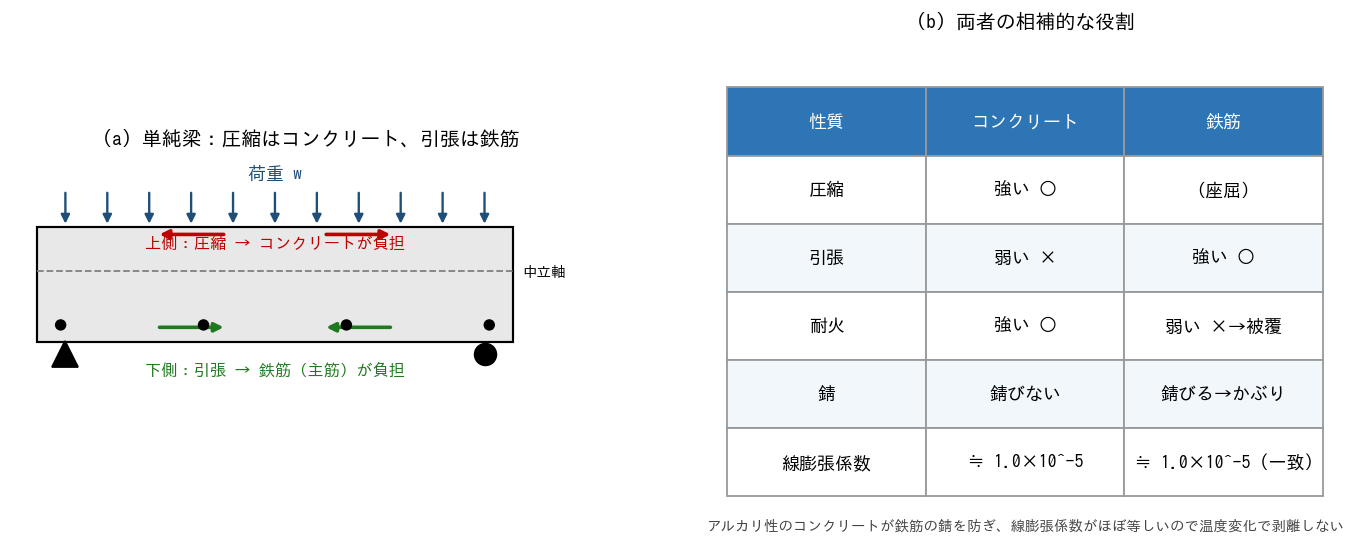 (a) 単純梁：圧縮はコンクリート、引張は鉄筋
荷重 w
上側：圧縮 → コンクリートが負担
中立軸
下側：引張 → 鉄筋（主筋）が負担
(b) 両者の相補的な役割
性質 コンクリート 鉄筋
圧縮 強い ○ （座屈）
引張 弱い × 強い ○
耐火 強い ○ 弱い ×→被覆
錆 錆びない 錆びる→かぶり
線膨張係数 ≒ 1.0×10^-5 ≒ 1.0×10^-5（一致）
アルカリ性のコンクリートが鉄筋の錆を防ぎ、線膨張係数がほぼ等しいので温度変化で剥離しない